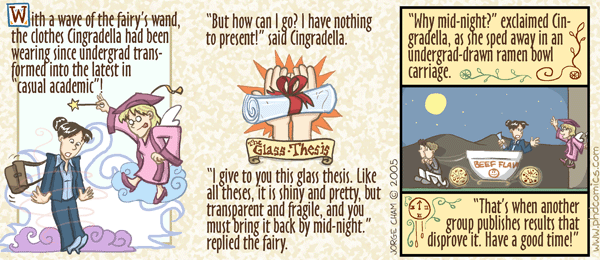 With a wave of the fairy's wand,
the clothes Cingradella had been
wearing since undergrad trans-
formed into the latest in
"casual academic"!
"But how can I go? I have nothing
to present!" said Cingradella.
The
Glass Thesis
"I give to you this glass thesis. Like
all theses, it is shiny and pretty, but
transparent and fragile, and you
must bring it back by mid-night."
replied the fairy.
JORGE CHAM © 2005
"Why mid-night?" exclaimed Cin-
gradella, as she sped away in an
undergrad-drawn ramen bowl
carriage.
BEEF FLAV
"That's when another
group publishes results that
disprove it. Have a good time!"
www.phdcomics.com